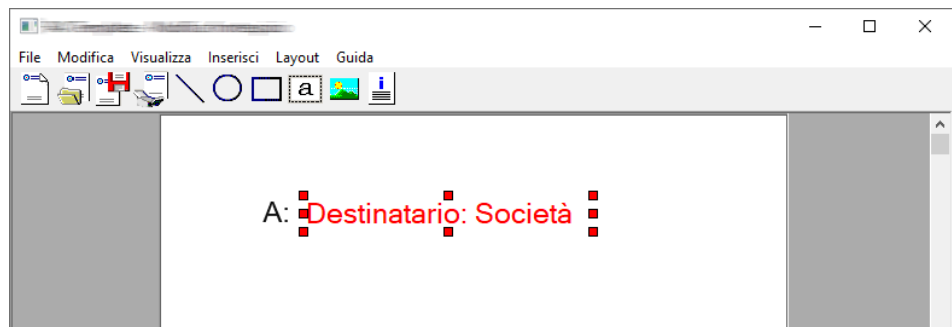 File Modifica Visualizza Inserisci Layout Guida
a i
A: Destinatario: Società